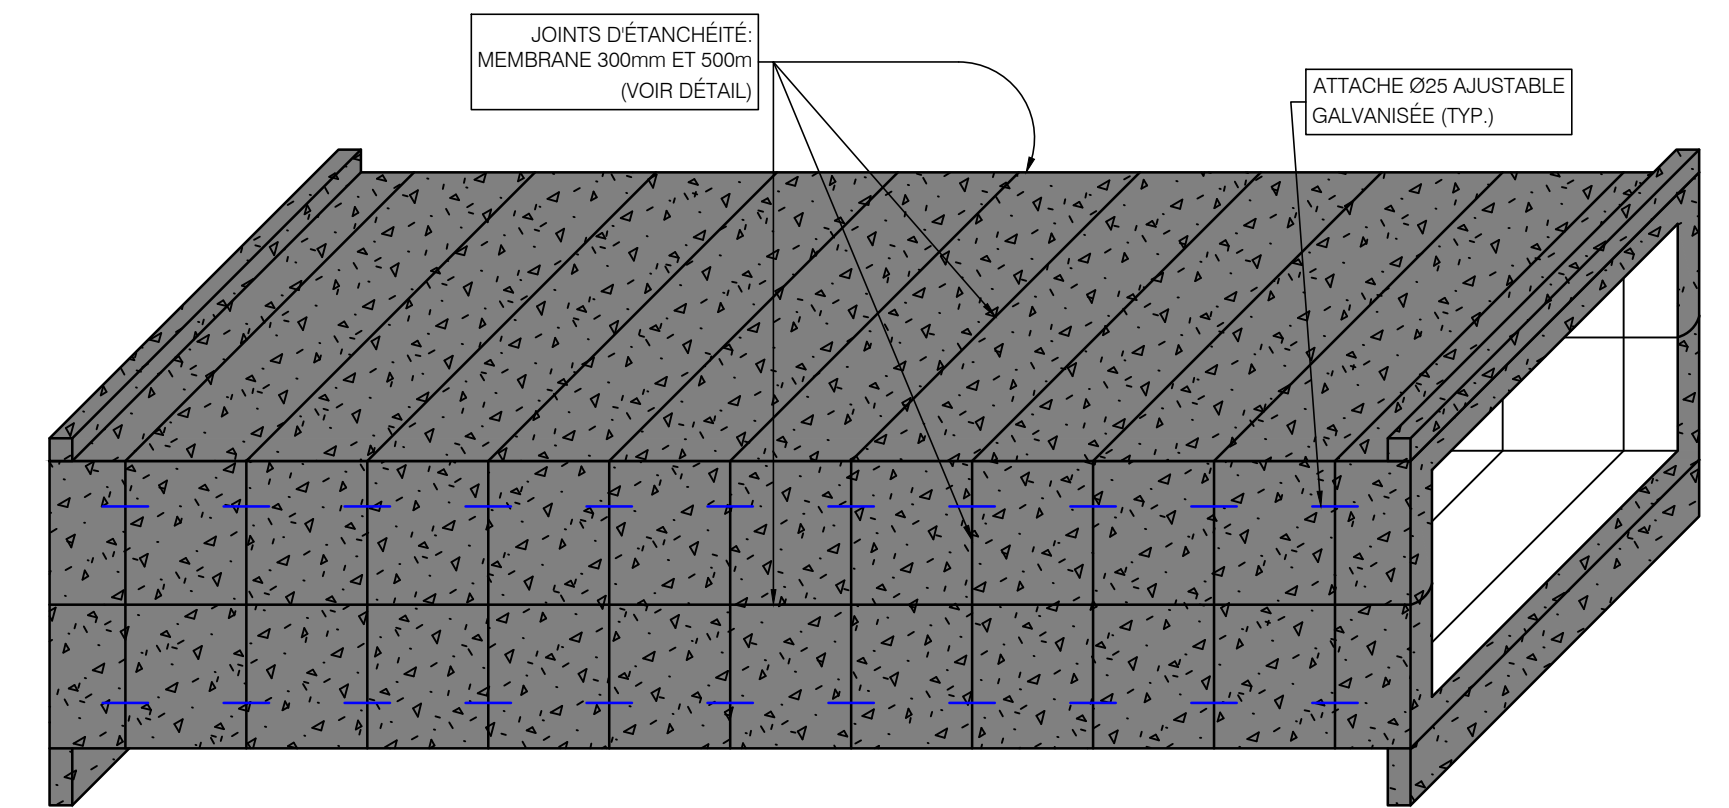 JOINTS D'ÉTANCHÉITÉ:
MEMBRANE 300mm ET 500m
(VOIR DÉTAIL)
ATTACHE Ø25 AJUSTABLE
GALVANISÉE (TYP.)